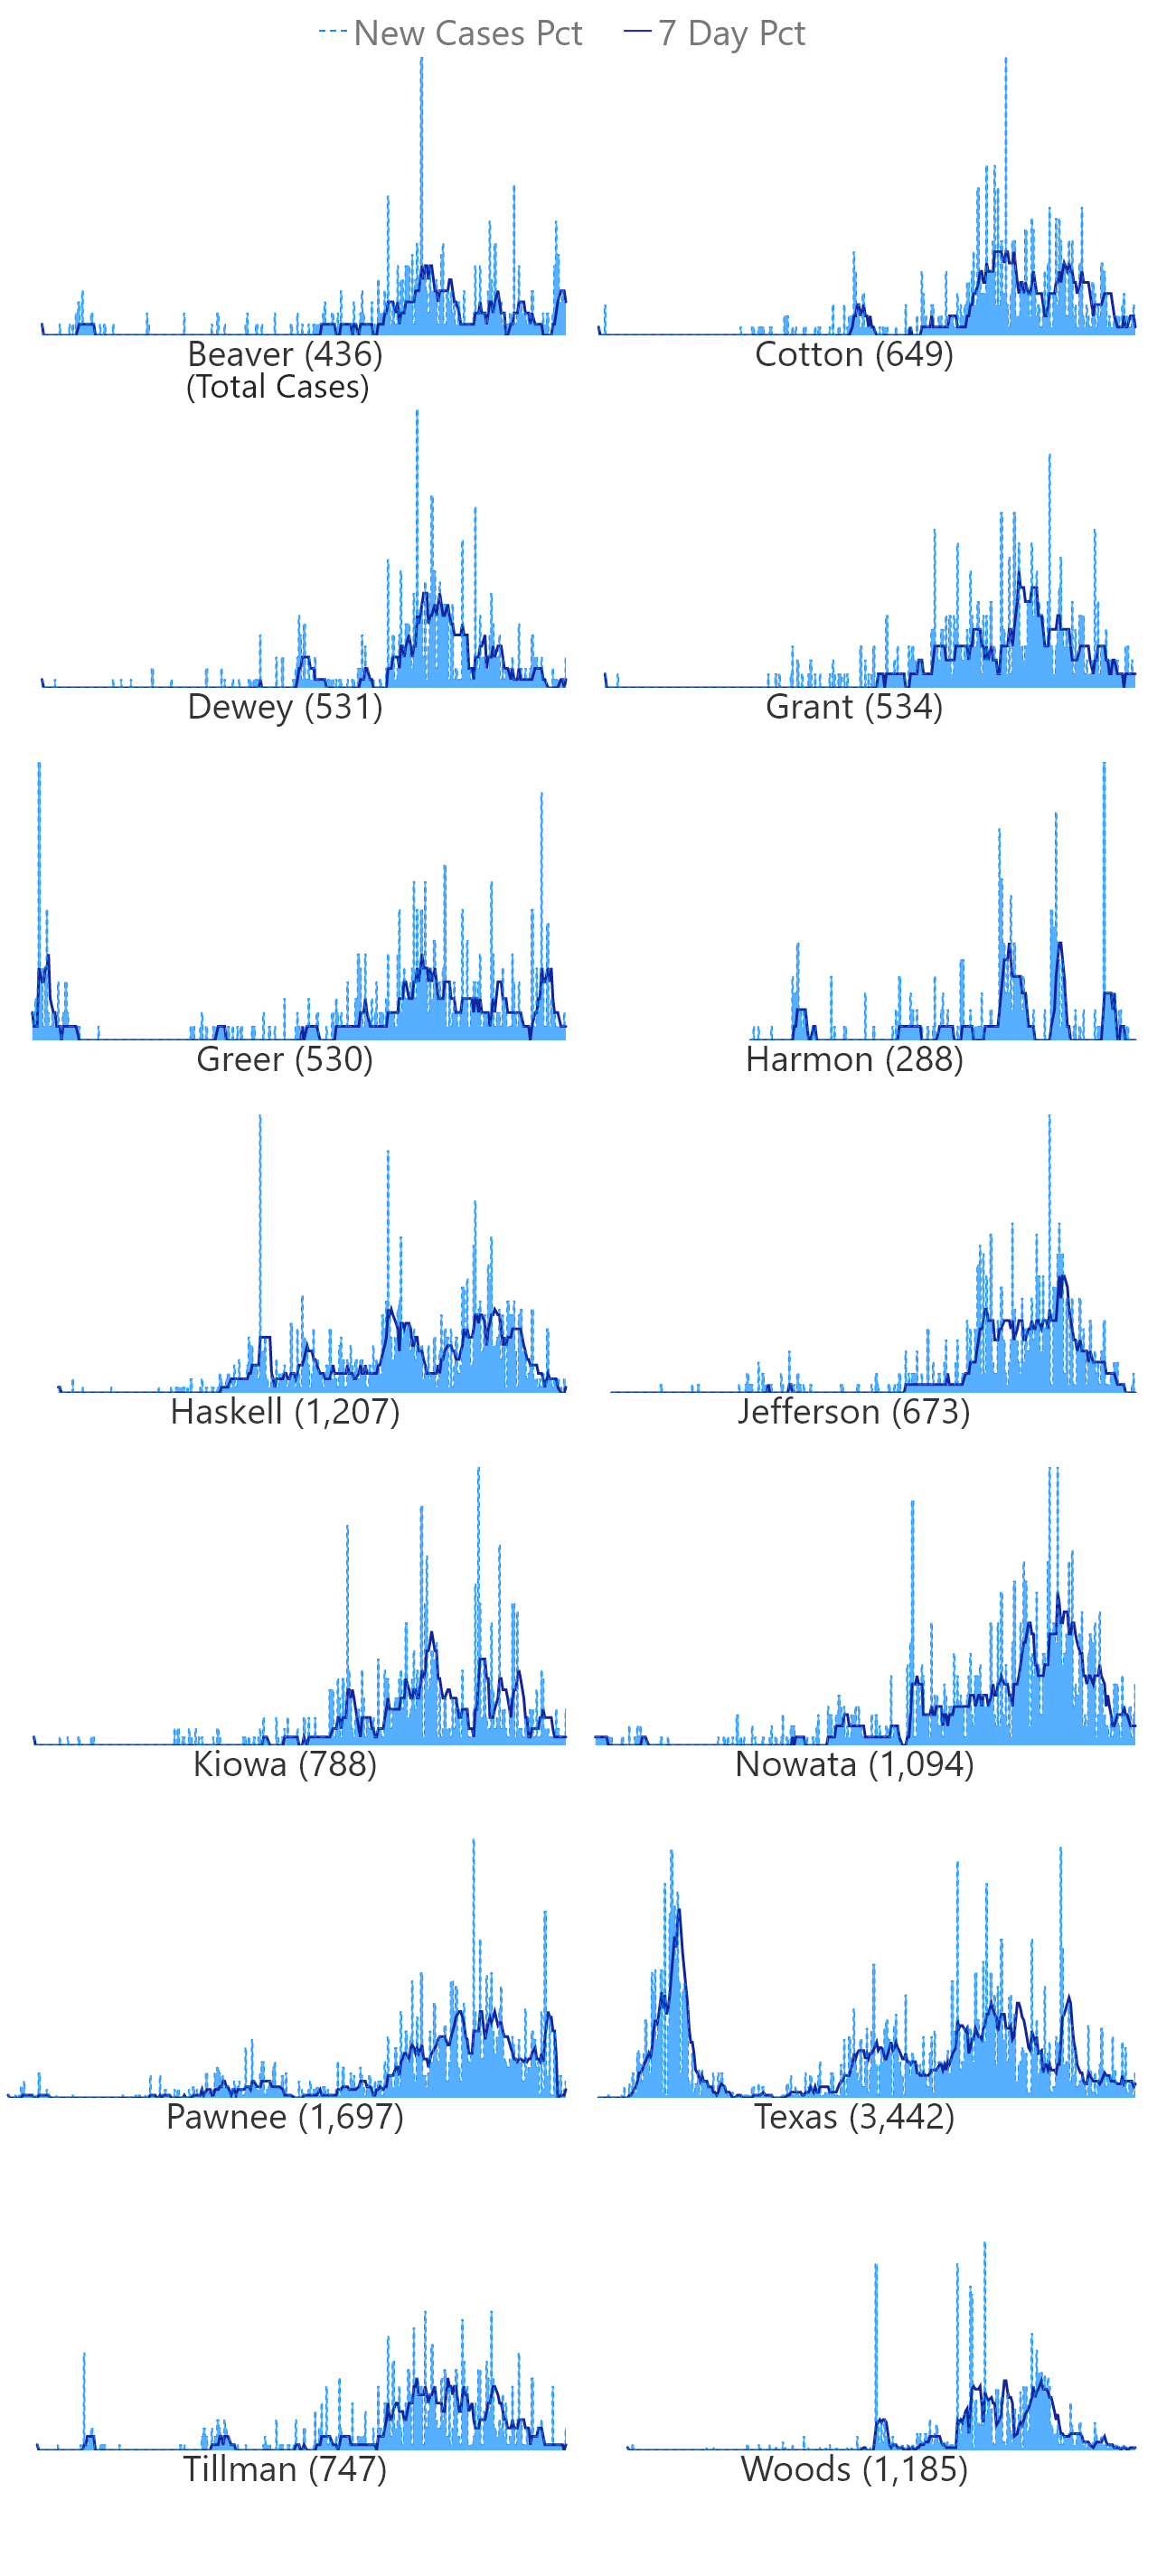 New Cases Pct 7 Day Pct
Beaver (436) Cotton (649)
(Total Cases)
Dewey (531) Grant (534)
Greer (530) Harmon (288)
Haskell (1,207) Jefferson (673)
Kiowa (788) Nowata (1,094)
Pawnee (1,697) Texas (3,442)
Tillman (747) Woods (1,185)